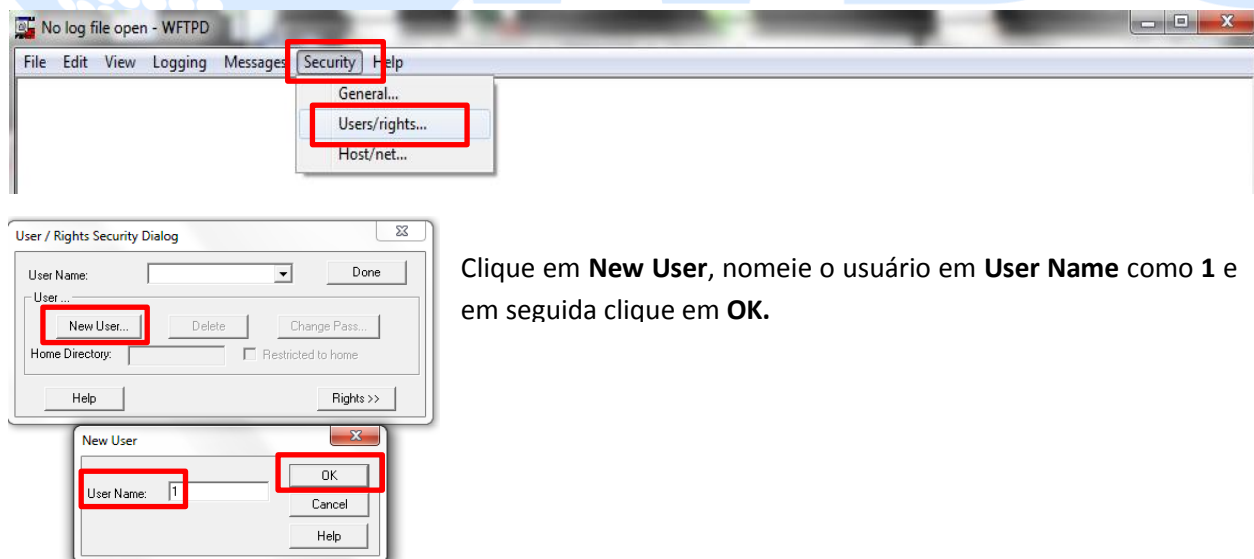 No log file open - WFTPD
File Edit View Logging Messages Security Help
General...
Users/rights...
Host/net...
User / Rights Security Dialog
User Name:
Done
User ...
New User...
Delete
Change Pass...
Home Directory:
Restricted to home
Help
Rights >>
New User
OK
User Name: 1
Cancel
Help
Clique em New User, nomeie o usuário em User Name como 1 e
em seguida clique em OK.